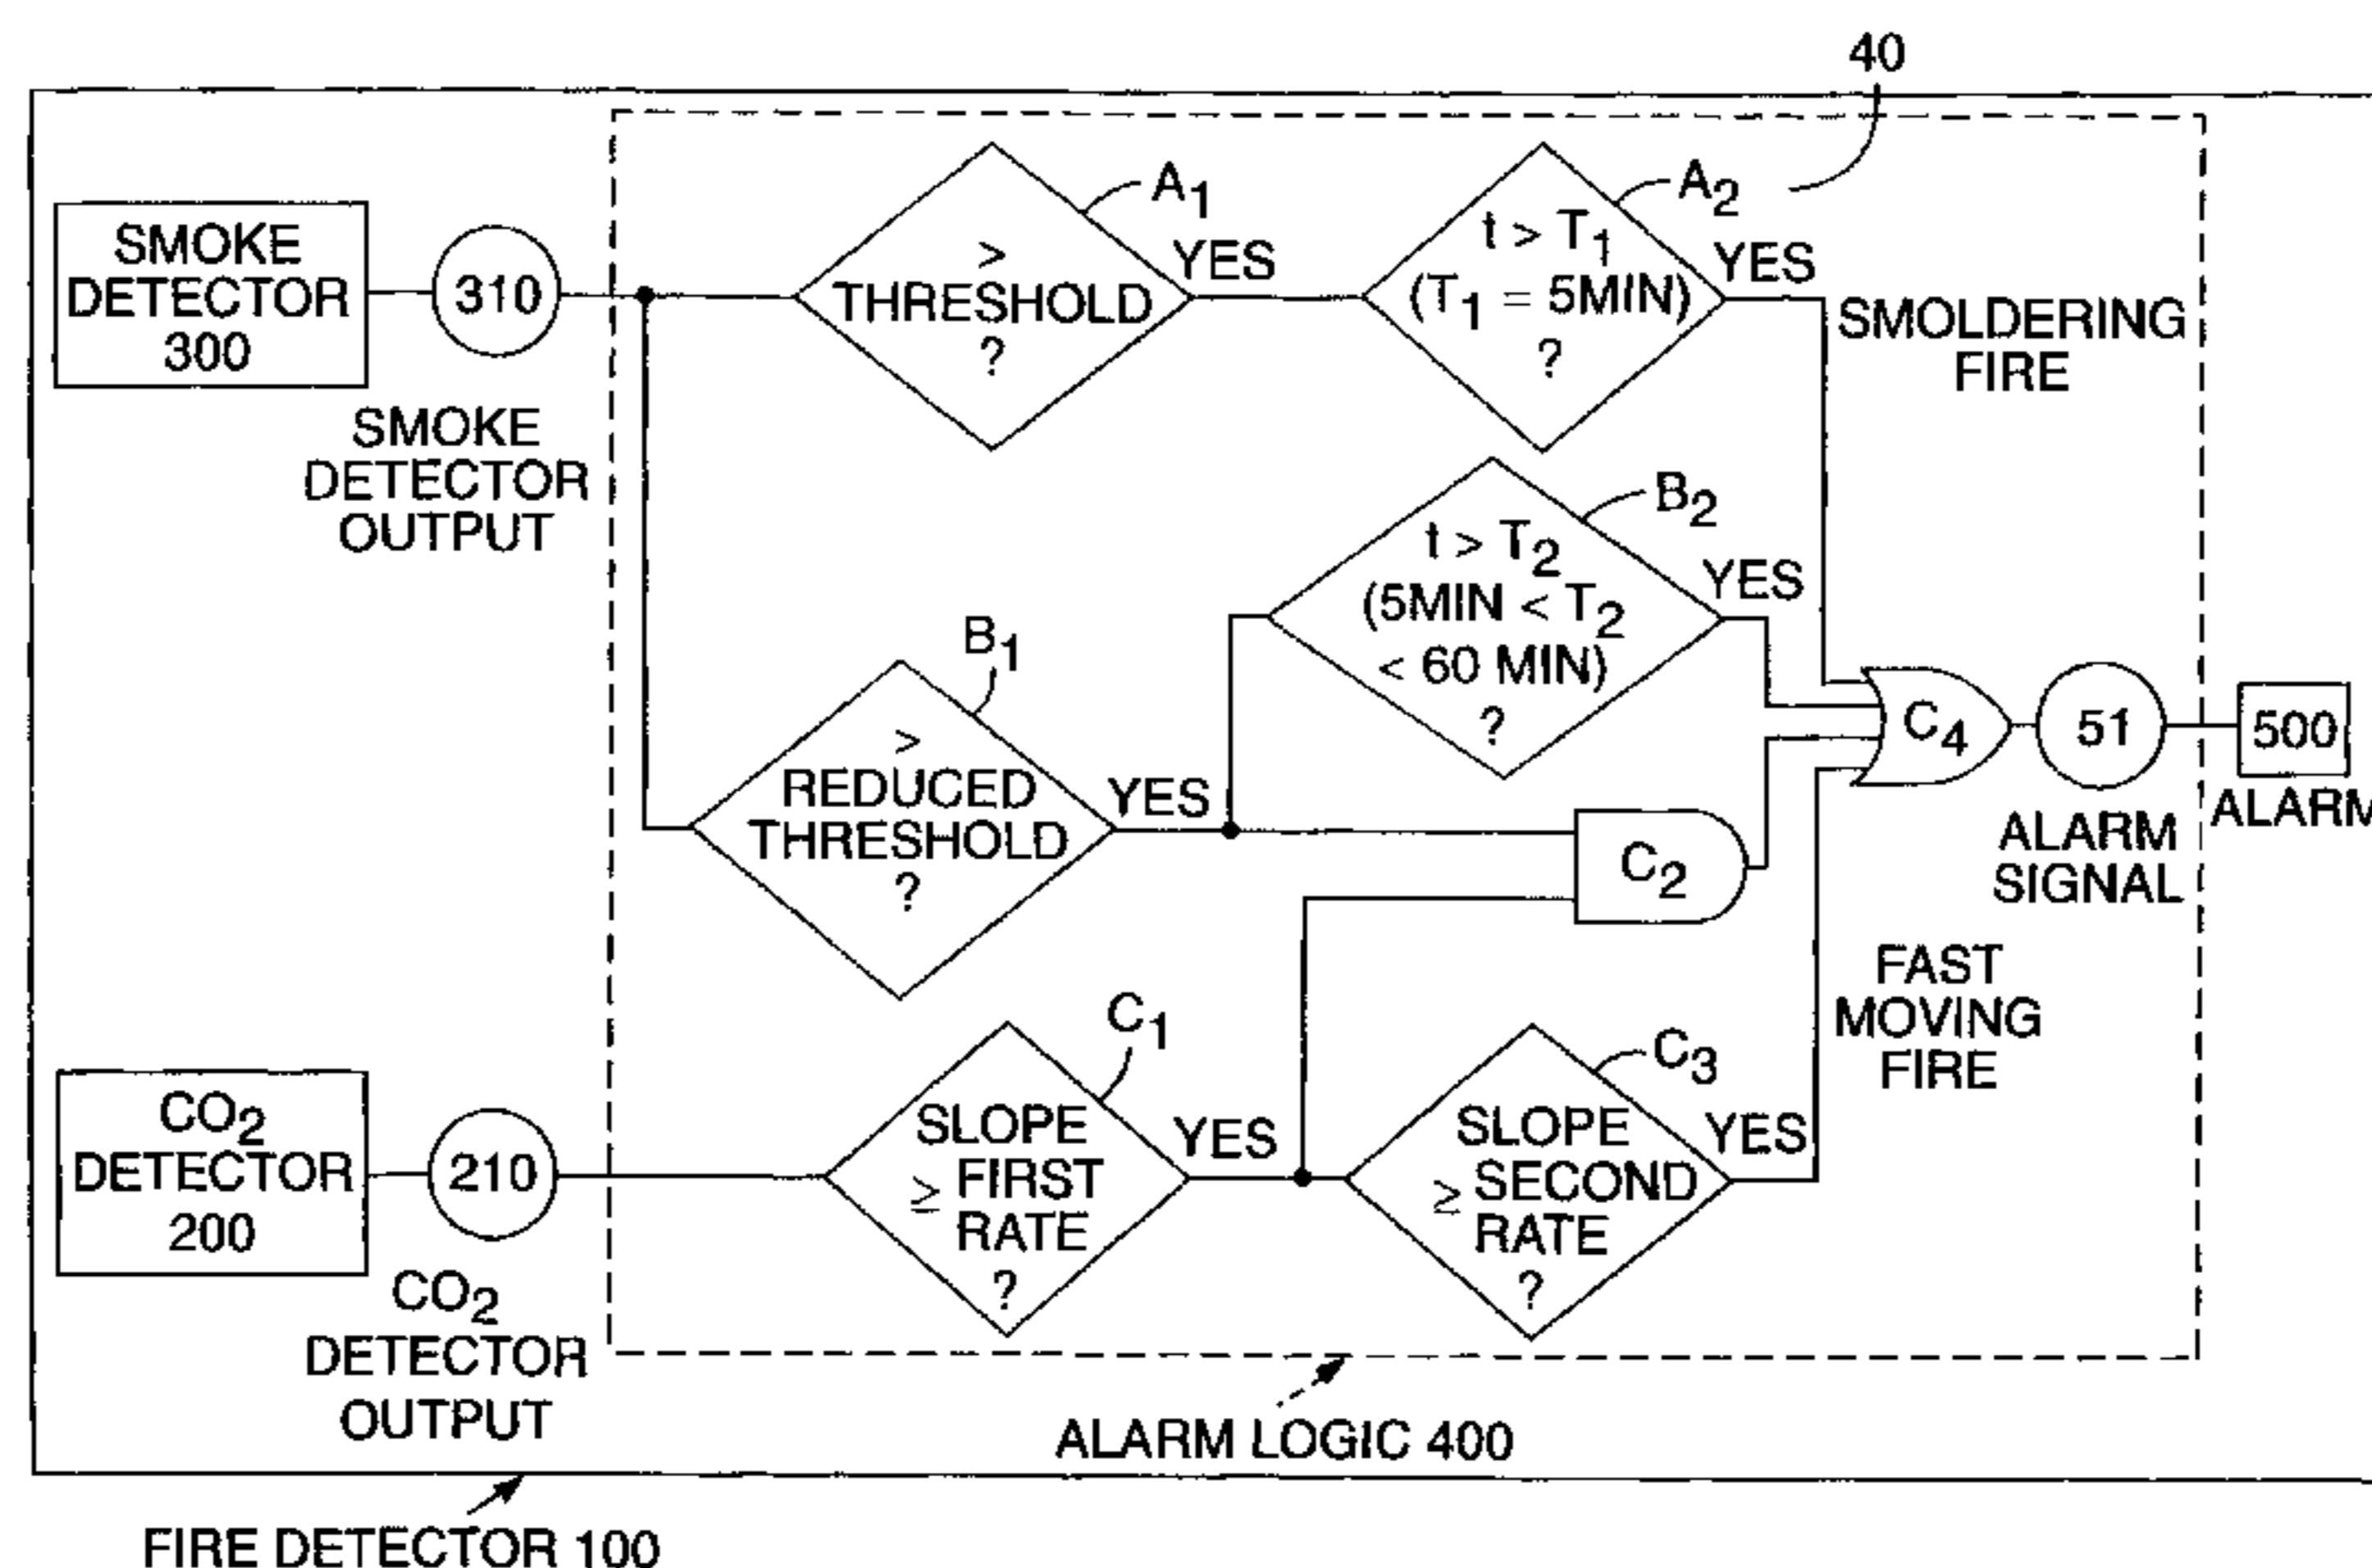 40
SMOKE
DETECTOR
300
310
SMOKE
DETECTOR
OUTPUT
>
THRESHOLD
?
A1
YES
t > T1
(T1 = 5MIN)
?
A2
YES
SMOLDERING
FIRE
>
REDUCED
THRESHOLD
?
B1
YES
t > T2
(5MIN < T2
< 60 MIN)
?
B2
YES
C2
C4
51
ALARM
SIGNAL
500
ALARM
CO2
DETECTOR
200
210
CO2
DETECTOR
OUTPUT
SLOPE
≥ FIRST
RATE
?
C1
YES
SLOPE
≥ SECOND
RATE
?
C3
YES
FAST
MOVING
FIRE
ALARM LOGIC 400
FIRE DETECTOR 100